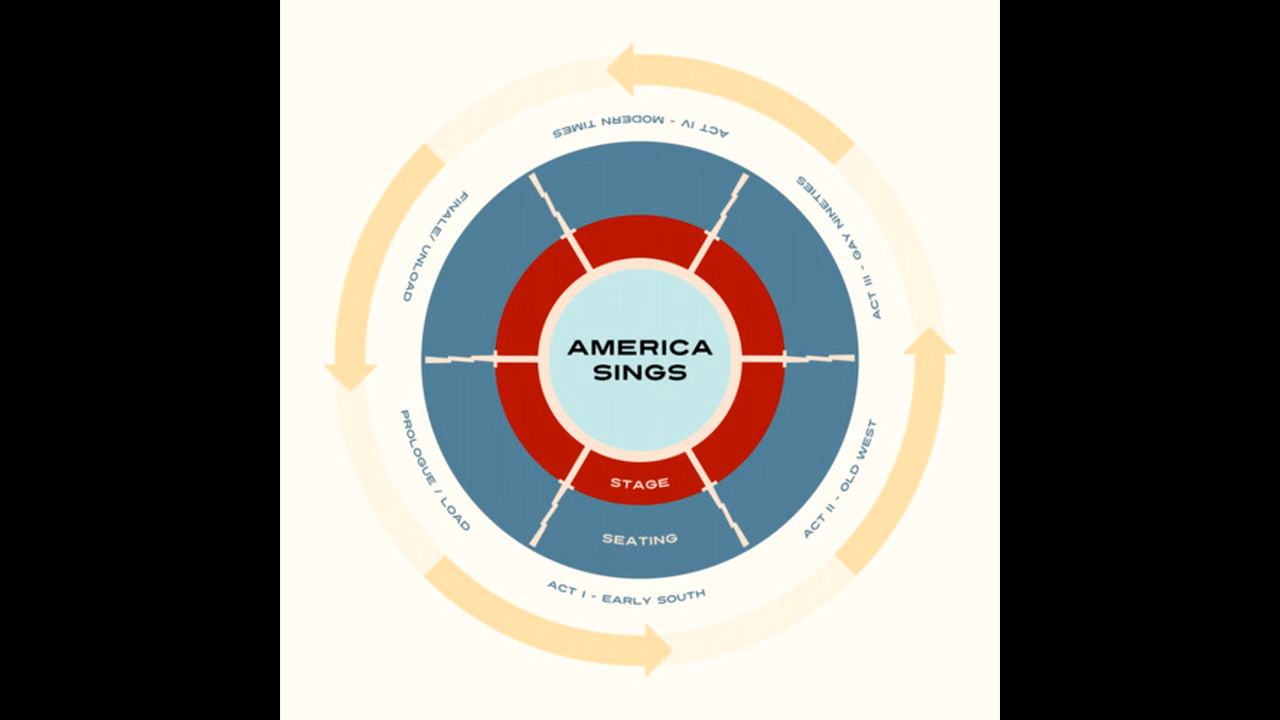 AMERICA
SINGS
STAGE
SEATING
PROLOGUE / LOAD
ACT I - EARLY SOUTH
ACT II - OLD WEST
ACT III - GAY NINETIES
ACT IV - MODERN TIMES
FINALE/ UNLOAD